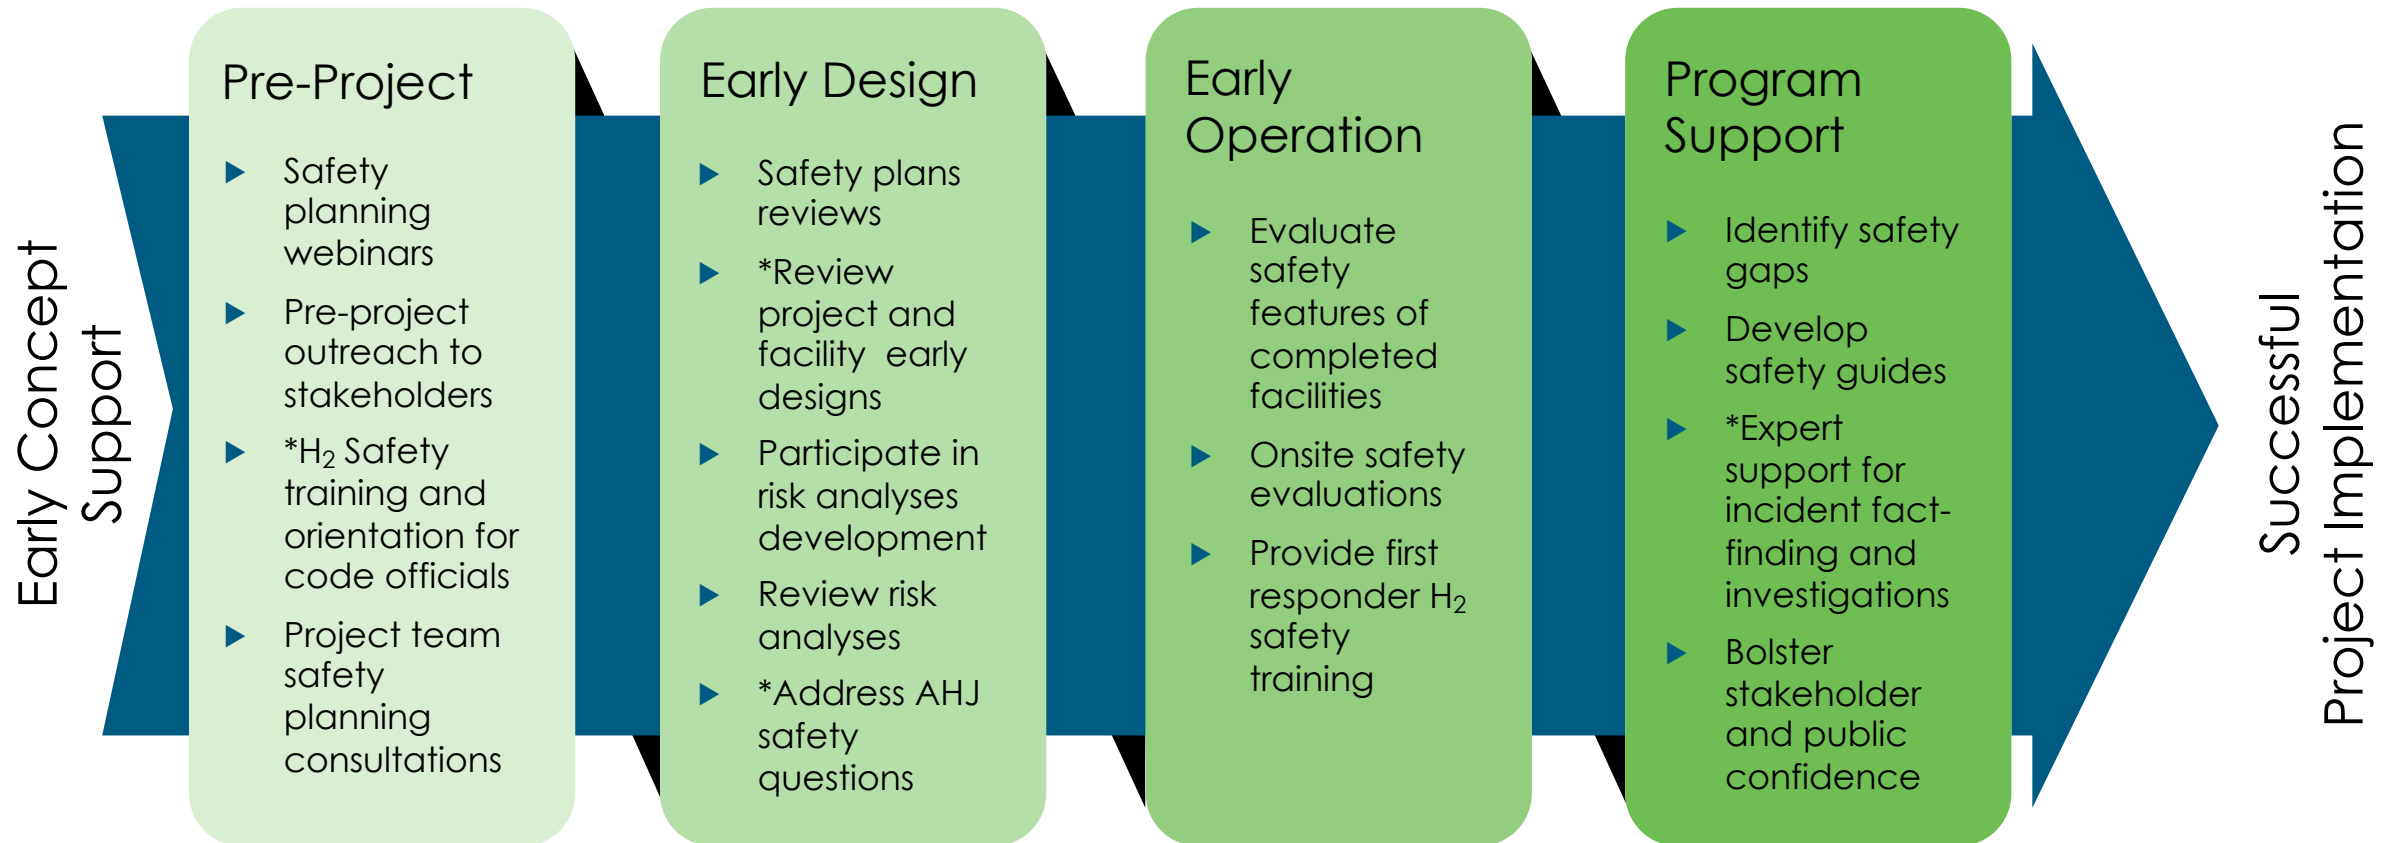 Early Concept
Support
Pre-Project
Safety
planning
webinars
Pre-project
outreach to
stakeholders
*H₂ Safety
training and
orientation for
code officials
Project team
safety
planning
consultations
Early Design
Safety plans
reviews
*Review
project and
facility  early
designs
Participate in
risk analyses
development
Review risk
analyses
*Address AHJ
safety
questions
Early
Operation
Evaluate
safety
features of
completed
facilities
Onsite safety
evaluations
Provide first
responder H₂
safety
training
Program
Support
Identify safety
gaps
Develop
safety guides
*Expert
support for
incident fact-
finding and
investigations
Bolster
stakeholder
and public
confidence
Successful
Project Implementation